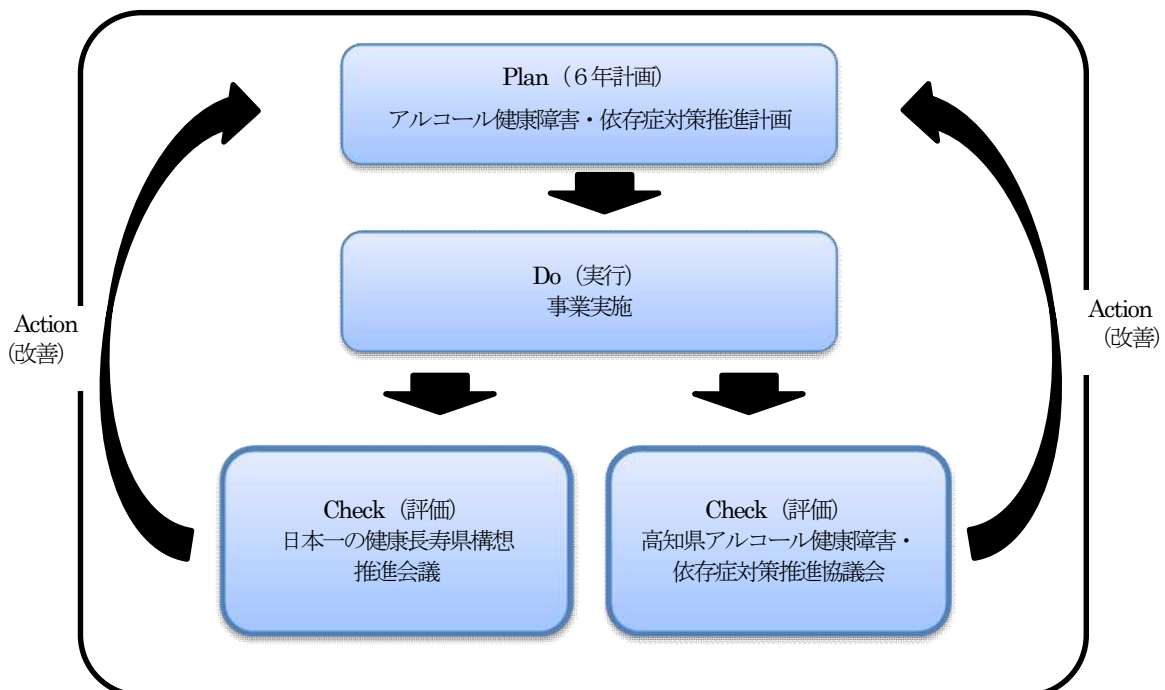 Plan（６年計画）
アルコール健康障害・依存症対策推進計画
Do（実行）
事業実施
Action
（改善）
Action
（改善）
Check（評価）
日本一の健康長寿県構想
推進会議
Check（評価）
高知県アルコール健康障害・
依存症対策推進協議会